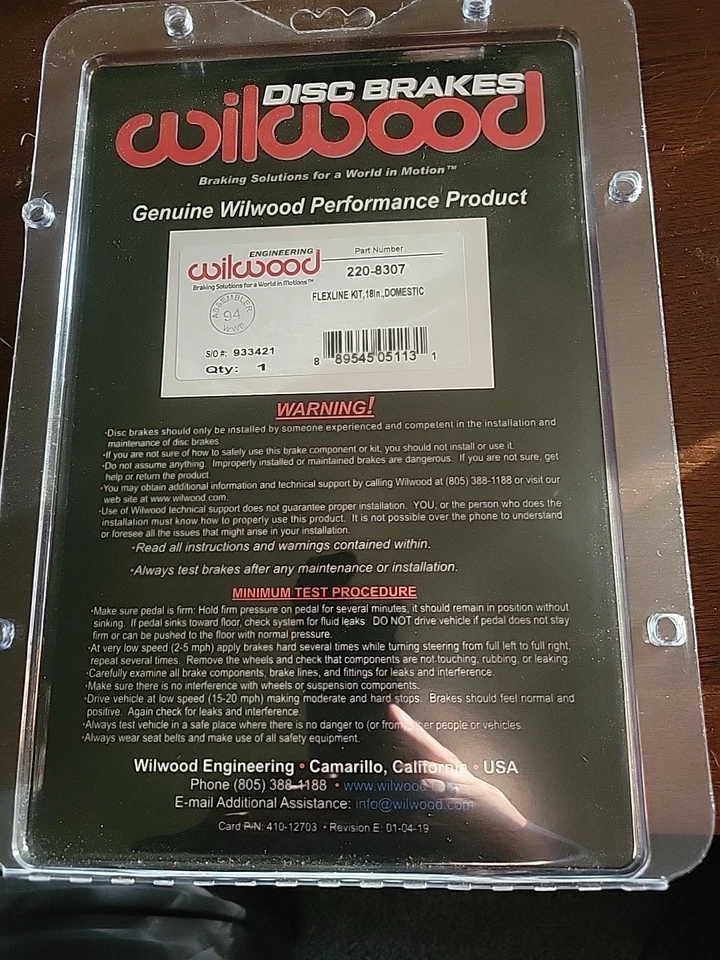 DISC BRAKES
wilwood
Braking Solutions for a World in Motion™
Genuine Wilwood Performance Product
ENGINEERING
wilwood
Braking Solutions for a World in Motions™
Part Number
220-8307
FLEXLINE KIT,18in.,DOMESTIC
ASSEMBLER
94
WWE
S/O #: 933421
Qty: 1
8 89545 05113 1
WARNING!
·Disc brakes should only be installed by someone experienced and competent in the installation and
maintenance of disc brakes.
·If you are not sure of how to safely use this brake component or kit, you should not install or use it.
·Do not assume anything. Improperly installed or maintained brakes are dangerous. If you are not sure, get
help or return the product.
·You may obtain additional information and technical support by calling Wilwood at (805) 388-1188 or visit our
web site at www.wilwood.com.
·Use of Wilwood technical support does not guarantee proper installation. YOU, or the person who does the
installation must know how to properly use this product. It is not possible over the phone to understand
or foresee all the issues that might arise in your installation.
·Read all instructions and warnings contained within.
·Always test brakes after any maintenance or installation.
MINIMUM TEST PROCEDURE
·Make sure pedal is firm: Hold firm pressure on pedal for several minutes, it should remain in position without
sinking. If pedal sinks toward floor, check system for fluid leaks. DO NOT drive vehicle if pedal does not stay
firm or can be pushed to the floor with normal pressure.
·At very low speed (2-5 mph) apply brakes hard several times while turning steering from full left to full right,
repeat several times. Remove the wheels and check that components are not touching, rubbing, or leaking.
·Carefully examine all brake components, brake lines, and fittings for leaks and interference.
·Make sure there is no interference with wheels or suspension components.
·Drive vehicle at low speed (15-20 mph) making moderate and hard stops. Brakes should feel normal and
positive. Again check for leaks and interference.
·Always test vehicle in a safe place where there is no danger to (or from) other people or vehicles.
·Always wear seat belts and make use of all safety equipment.
Wilwood Engineering • Camarillo, California • USA
Phone (805) 388-1188 • www.wilwood
E-mail Additional Assistance: info@wilwood.com
Card P/N: 410-12703 • Revision E: 01-04-19